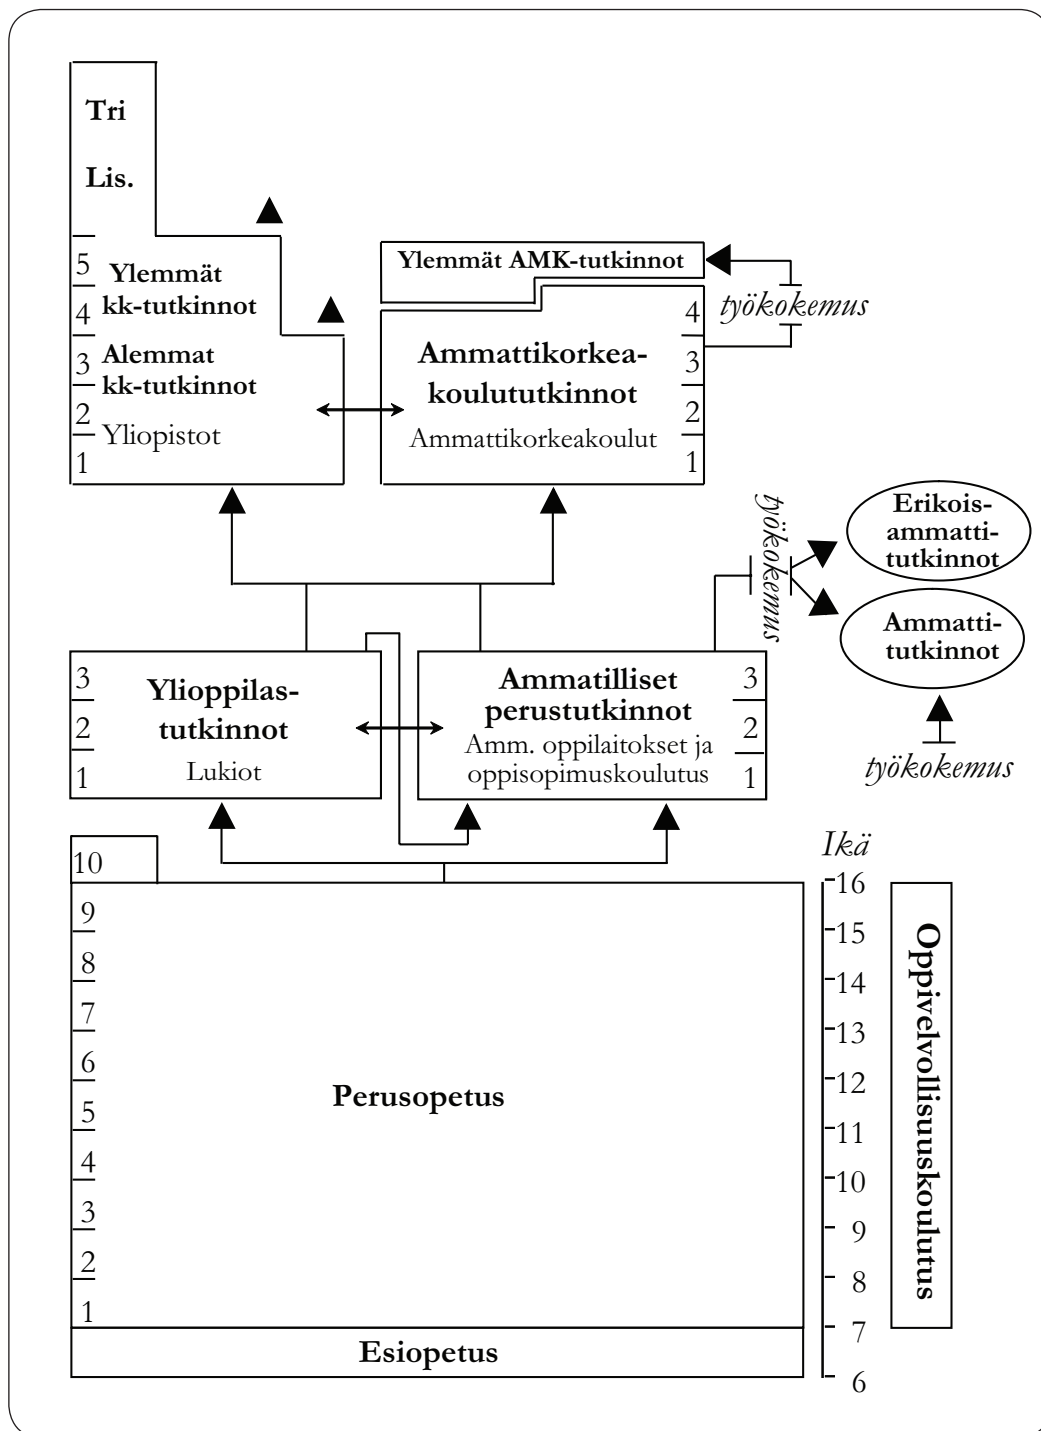 Tri
Lis.
5
4
3
2
1
Ylemmät
kk-tutkinnot
Alemmat
kk-tutkinnot
Yliopistot
Ylemmät AMK-tutkinnot
Ammattikorkea-
koulututkinnot
Ammattikorkeakoulut
4
3
2
1
työkokemus
työkokemus
Erikois-
ammatti-
tutkinnot
Ammatti-
tutkinnot
työkokemus
3
2
1
Ylioppilas-
tutkinnot
Lukiot
Ammatilliset
perustutkinnot
Amm. oppilaitokset ja
oppisopimuskoulutus
3
2
1
10
9
8
7
6
5
4
3
2
1
Perusopetus
Esiopetus
Ikä
16
15
14
13
12
11
10
9
8
7
6
Oppivelvollisuuskoulutus